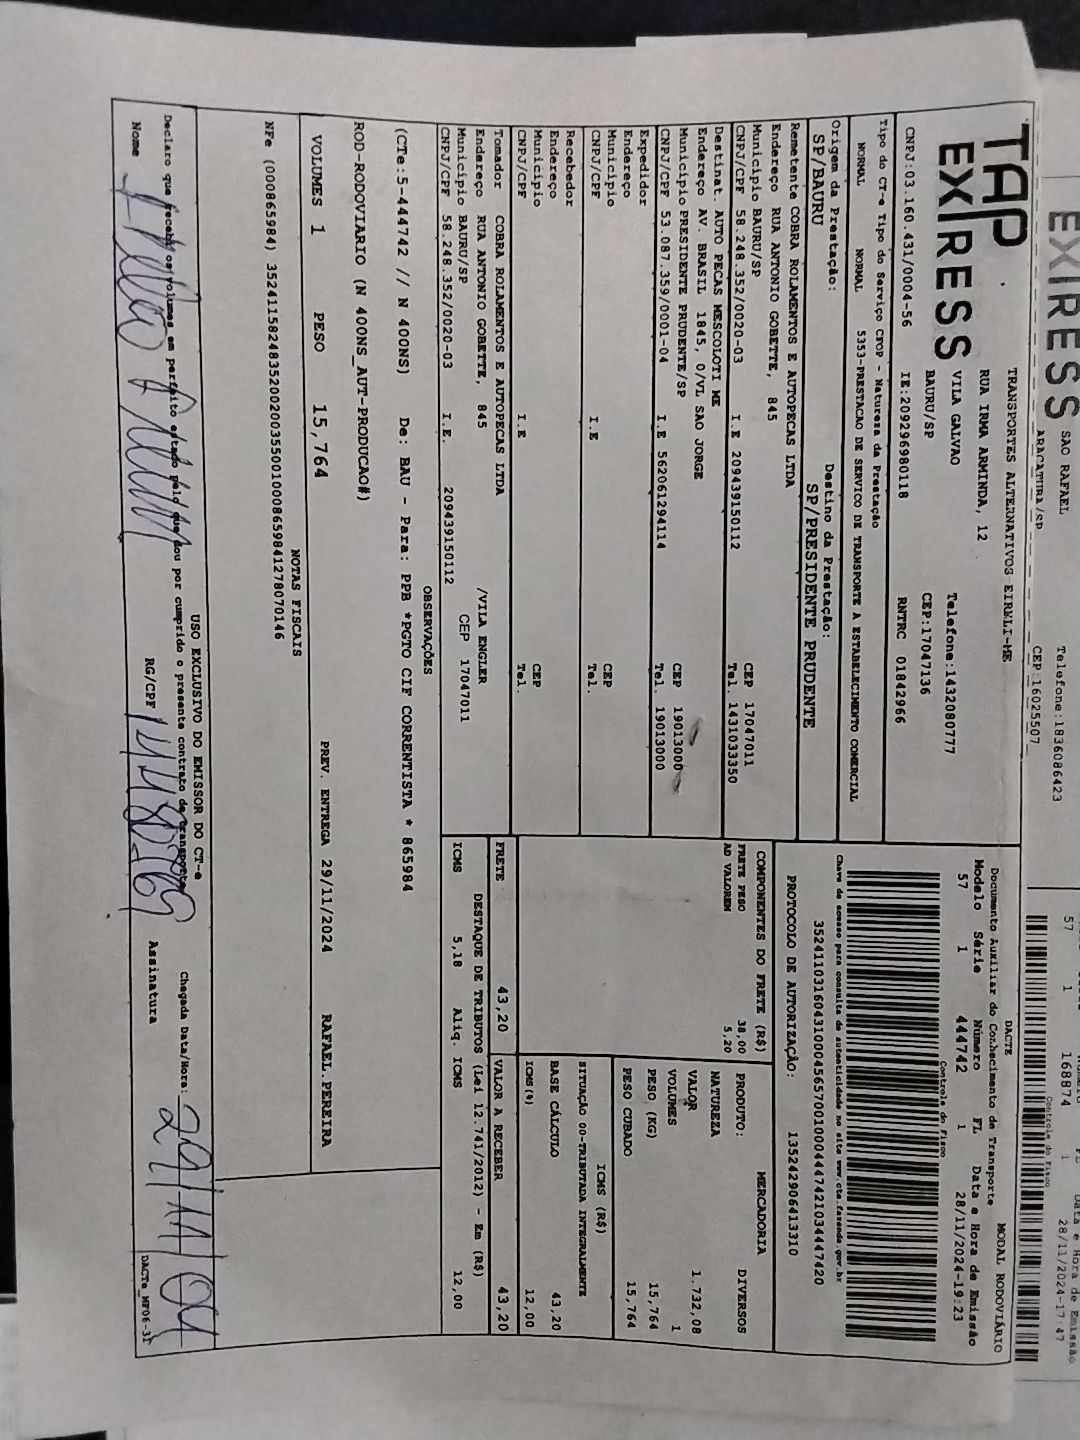 EXPRESS
SAO RAFAEL
ARACATUBA/SP
Telefone:1836086423
CEP:16025507
57 1 168874 1 28/11/2024-17:47
Controle do Fisco
TAP
EXPRESS
TRANSPORTES ALTERNATIVOS EIRELI-ME
RUA IRMA ARMINDA, 12
VILA GALVAO Telefone:1432080777
BAURU/SP CEP:17047136
CNPJ:03.160.431/0004-56 IE:209296980118 RNTRC 01842966
DACTE MODAL RODOVIÁRIO
Documento Auxiliar do Conhecimento de Transporte
Modelo Série Número FL Data e Hora de Emissão
57 1 444742 1 28/11/2024-19:23
Controle do Fisco
Chave de acesso para consulta de autenticidade no site www.cte.fazenda.gov.br
35241103160431000456570010004447421034447420
PROTOCOLO DE AUTORIZAÇÃO: 135242906413310
Tipo do CT-e Tipo do Serviço CFOP - Natureza da Prestação
NORMAL NORMAL 5353-PRESTACAO DE SERVICO DE TRANSPORTE A ESTABELECIMENTO COMERCIAL
Origem da Prestação: Destino da Prestação:
SP/BAURU SP/PRESIDENTE PRUDENTE
Remetente COBRA ROLAMENTOS E AUTOPECAS LTDA
Endereço RUA ANTONIO GOBETTE, 845
Município BAURU/SP CEP 17047011
CNPJ/CPF 58.248.352/0020-03 I.E 209439150112 Tel. 1431033350
Destinat. AUTO PECAS MESCOLOTI ME
Endereço AV. BRASIL 1845, 0/VL SAO JORGE
Município PRESIDENTE PRUDENTE/SP CEP 19013000
CNPJ/CPF 53.087.359/0001-04 I.E 562061294114 Tel. 19013000
Expedidor
Endereço
Município CEP
CNPJ/CPF I.E Tel.
Recebedor
Endereço
Município CEP
CNPJ/CPF I.E Tel.
Tomador COBRA ROLAMENTOS E AUTOPECAS LTDA
Endereço RUA ANTONIO GOBETTE, 845 /VILA ENGLER
Município BAURU/SP CEP 17047011
CNPJ/CPF 58.248.352/0020-03 I.E. 209439150112
COMPONENTES DO FRETE (R$)
FRETE PESO 38,00
AD VALOREM 5,20
MERCADORIA
PRODUTO: DIVERSOS
NATUREZA
VALOR 1.732,08
VOLUMES 1
PESO (KG) 15,764
PESO CUBADO 15,764
ICMS (R$)
SITUAÇÃO 00-TRIBUTADA INTEGRALMENTE
BASE CÁLCULO 43,20
ICMS(%) 12,00
FRETE 43,20 VALOR A RECEBER 43,20
DESTAQUE DE TRIBUTOS (Lei 12.741/2012) - Em (R$)
ICMS 5,18 Aliq. ICMS 12,00
OBSERVAÇÕES
(CTe:5-444742 // N 400NS) De: BAU - Para: PPB *PGTO CIF CORRENTISTA * 865984
ROD-RODOVIARIO (N 400NS_AUT-PRODUCAO#)
VOLUMES 1 PESO 15,764 PREV. ENTREGA 29/11/2024 RAFAEL.PEREIRA
NOTAS FISCAIS
NFe (000865984) 35241158248352002003550010008659841278070146
USO EXCLUSIVO DO EMISSOR DO CT-e
Declaro que recebi os volumes em perfeito estado pelo que dou por cumprido o presente contrato de transporte
Chegada Data/Hora: 29/11/04
Nome RG/CPF Assinatura
DACTe_MF06-31